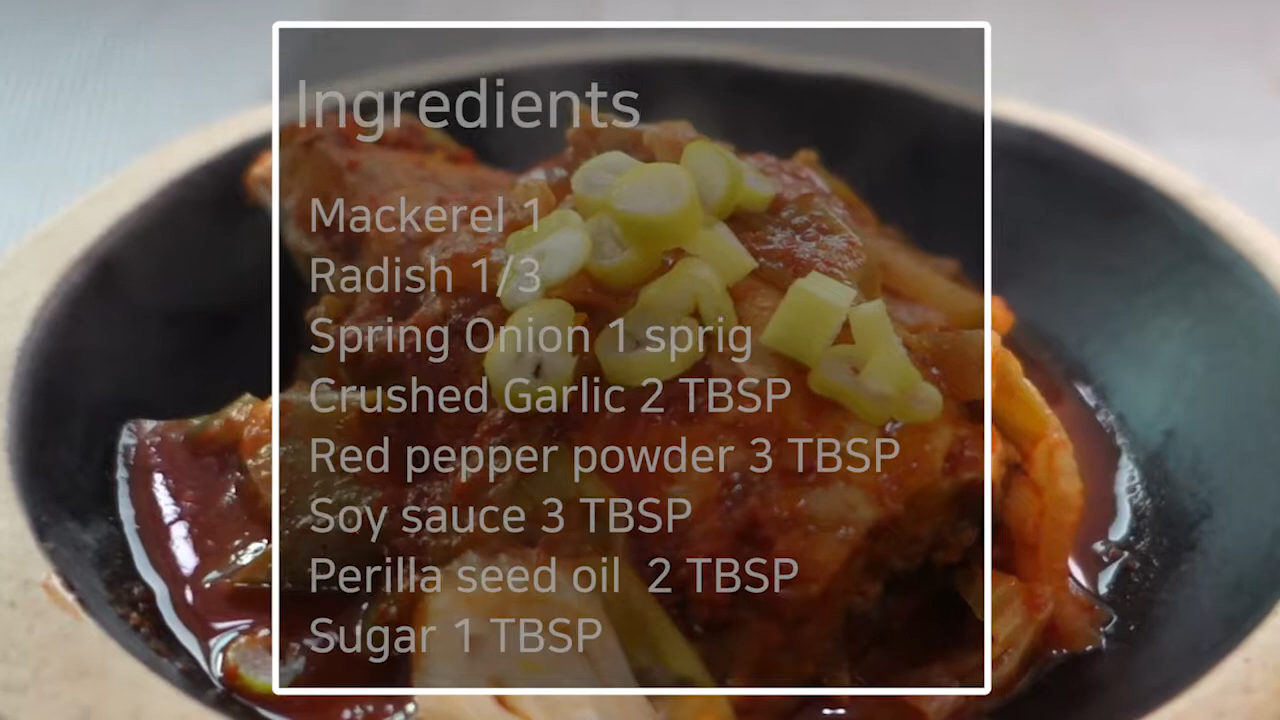 Ingredients
Mackerel 1
Radish 1/3
Spring Onion 1 sprig
Crushed Garlic 2 TBSP
Red pepper powder 3 TBSP
Soy sauce 3 TBSP
Perilla seed oil  2 TBSP
Sugar 1 TBSP